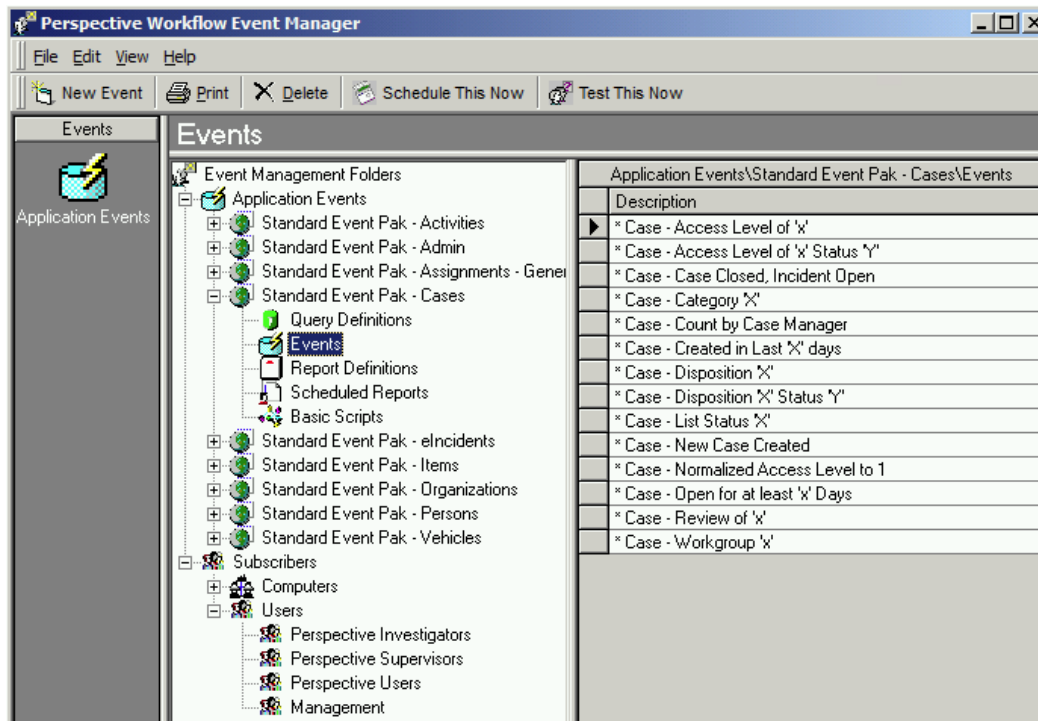 Perspective Workflow Event Manager
File Edit View Help
New Event Print Delete Schedule This Now Test This Now
Events
Application Events
Events
Event Management Folders
Application Events
Standard Event Pak - Activities
Standard Event Pak - Admin
Standard Event Pak - Assignments - Gener
Standard Event Pak - Cases
Query Definitions
Events
Report Definitions
Scheduled Reports
Basic Scripts
Standard Event Pak - eIncidents
Standard Event Pak - Items
Standard Event Pak - Organizations
Standard Event Pak - Persons
Standard Event Pak - Vehicles
Subscribers
Computers
Users
Perspective Investigators
Perspective Supervisors
Perspective Users
Management
Application Events\Standard Event Pak - Cases\Events
Description
* Case - Access Level of 'x'
* Case - Access Level of 'x' Status 'Y'
* Case - Case Closed, Incident Open
* Case - Category 'X'
* Case - Count by Case Manager
* Case - Created in Last 'X' days
* Case - Disposition 'X'
* Case - Disposition 'X' Status 'Y'
* Case - List Status 'X'
* Case - New Case Created
* Case - Normalized Access Level to 1
* Case - Open for at least 'x' Days
* Case - Review of 'x'
* Case - Workgroup 'x'